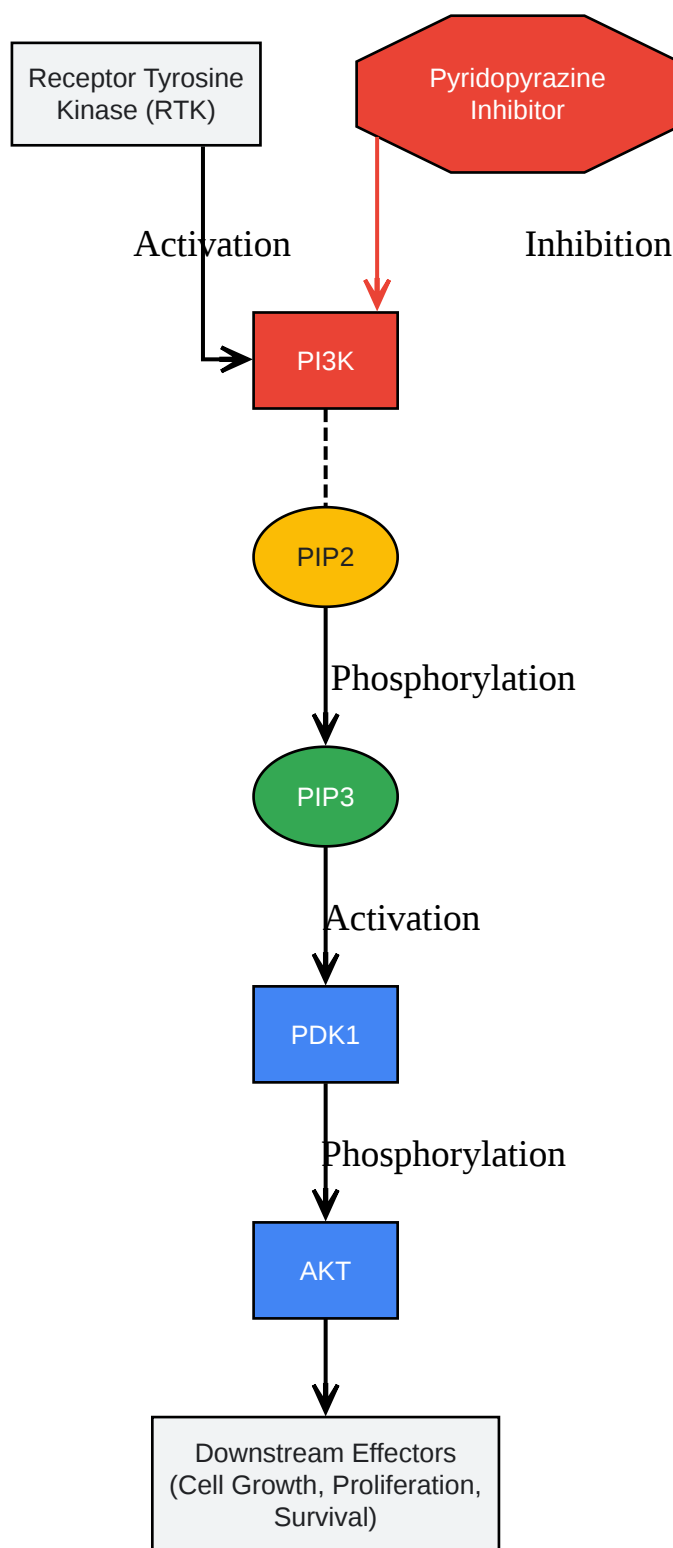 Receptor Tyrosine
Kinase (RTK)
Pyridopyrazine
Inhibitor
Activation
Inhibition
PI3K
PIP2
Phosphorylation
PIP3
Activation
PDK1
Phosphorylation
AKT
Downstream Effectors
(Cell Growth, Proliferation,
Survival)